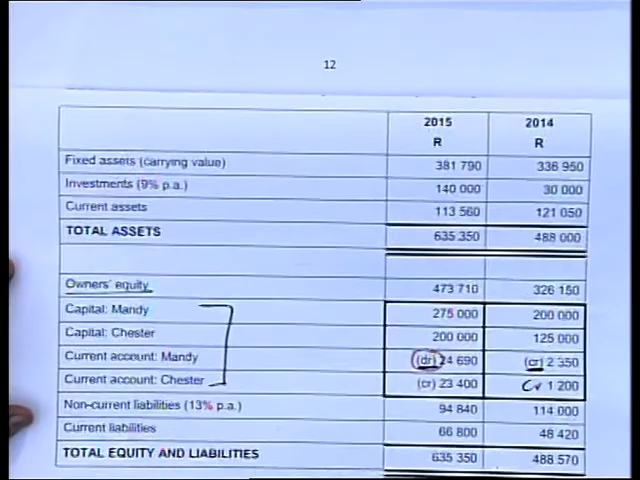 12
2015 2014
R R
Fixed assets (carrying value) 381 790 336 950
Investments (9% p.a.) 140 000 30 000
Current assets 113 560 121 050
TOTAL ASSETS 635 350 488 000
Owners' equity 473 710 326 150
Capital: Mandy 275 000 200 000
Capital: Chester 200 000 125 000
Current account: Mandy (dr) 24 690 (cr) 2 350
Current account: Chester (cr) 23 400 Cr 1 200
Non-current liabilities (13% p.a.) 94 840 114 000
Current liabilities 66 800 48 420
TOTAL EQUITY AND LIABILITIES 635 350 488 570